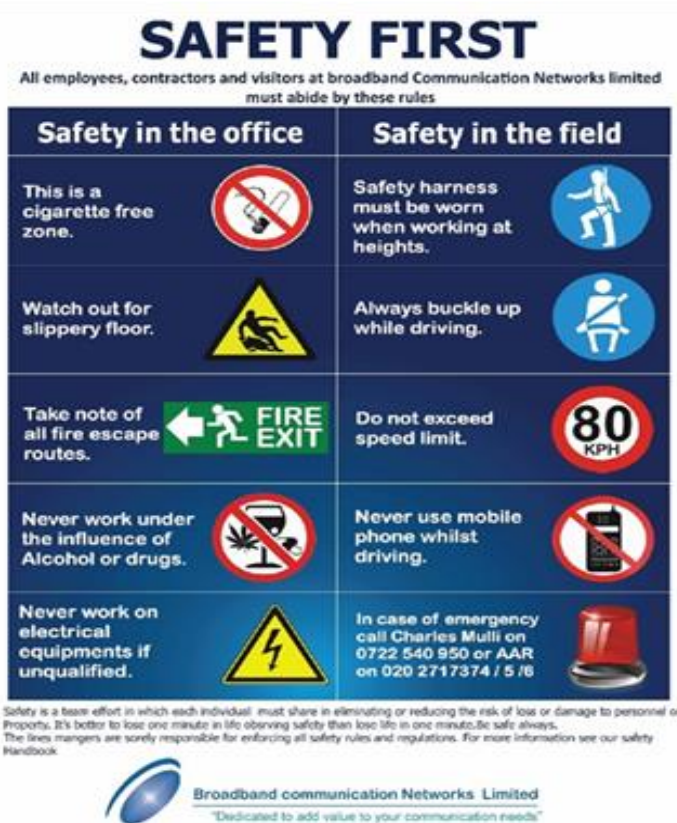 SAFETY FIRST
All employees, contractors and visitors at broadband Communication Networks limited
must abide by these rules
Safety in the office
This is a
cigarette free
zone.
Watch out for
slippery floor.
Take note of
all fire escape
routes.
FIRE
EXIT
Never work under
the influence of
Alcohol or drugs.
Never work on
electrical
equipments if
unqualified.
Safety in the field
Safety harness
must be worn
when working at
heights.
Always buckle up
while driving.
Do not exceed
speed limit.
80
KPH
Never use mobile
phone whilst
driving.
In case of emergency
call Charles Mulli on
0722 540 950 or AAR
on 020 2717374 / 5 /6
Safety is a team effort in which each individual must share in eliminating or reducing the risk of loss or damage to personnel or
Property. It's better to lose one minute in life obsrving safety than lose life in one minute.Be safe always.
The lines mangers are sorely responsible for enforcing all safety rules and regulations. For more information see our safety
Handbook
Broadband communication Networks Limited
"Dedicated to add value to your communication needs"